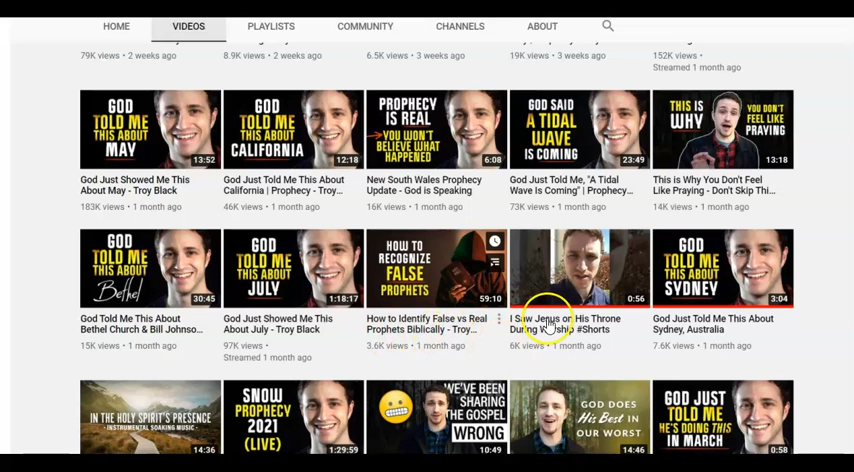 HOME VIDEOS PLAYLISTS COMMUNITY CHANNELS ABOUT
79K views • 2 weeks ago
8.9K views • 2 weeks ago
6.5K views • 3 weeks ago
19K views • 3 weeks ago
152K views •
Streamed 1 month ago
GOD
TOLD ME
THIS ABOUT
MAY
13:52
GOD
TOLD ME
THIS ABOUT
CALIFORNIA
12:18
PROPHECY
IS REAL
YOU WON'T
BELIEVE WHAT
HAPPENED
6:08
GOD SAID
A TIDAL
WAVE IS
COMING
23:49
THIS IS
WHY
YOU DON'T
FEEL LIKE
PRAYING
13:18
God Just Showed Me This
About May - Troy Black
183K views • 1 month ago
God Just Told Me This About
California | Prophecy - Troy...
46K views • 1 month ago
New South Wales Prophecy
Update - God is Speaking
16K views • 1 month ago
God Just Told Me, "A Tidal
Wave Is Coming" | Prophecy...
73K views • 1 month ago
This is Why You Don't Feel
Like Praying - Don't Skip Thi...
14K views • 1 month ago
GOD
TOLD ME
THIS ABOUT
Bethel
30:45
GOD
TOLD ME
THIS ABOUT
JULY
1:18:17
HOW TO
RECOGNIZE
FALSE
PROPHETS
59:10
0:56
GOD
TOLD ME
THIS ABOUT
SYDNEY
3:04
God Told Me This About
Bethel Church & Bill Johnso...
15K views • 1 month ago
God Just Showed Me This
About July - Troy Black
97K views •
Streamed 1 month ago
How to Identify False vs Real
Prophets Biblically - Troy...
3.6K views • 1 month ago
I Saw Jesus on His Throne
During Worship #Shorts
6K views • 1 month ago
God Just Told Me This About
Sydney, Australia
7.6K views • 1 month ago
IN THE HOLY SPIRIT'S PRESENCE
- INSTRUMENTAL SOAKING MUSIC -
14:36
SNOW
PROPHECY
2021
(LIVE)
1:29:59
WE'VE BEEN
SHARING
THE GOSPEL
WRONG
10:49
GOD DOES
His Best IN
OUR WORST
14:46
GOD JUST
TOLD ME
HE'S DOING THIS
IN MARCH
0:58